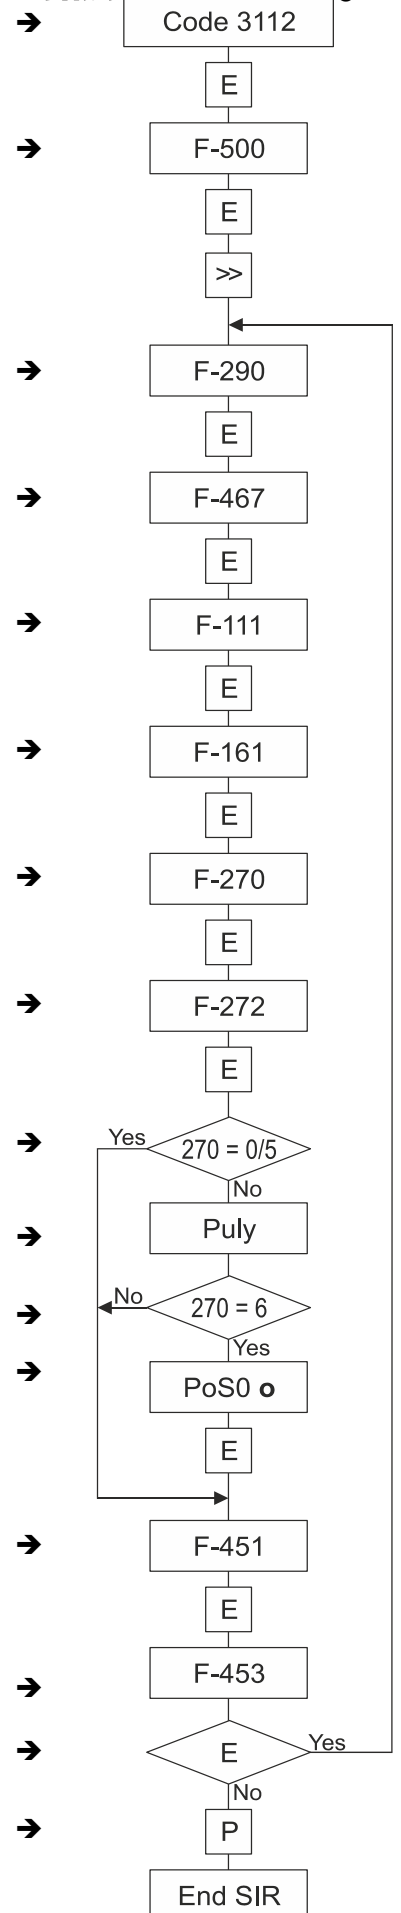 Code 3112
E
F-500
E
>>
F-290
E
F-467
E
F-111
E
F-161
E
F-270
E
F-272
E
Yes
270 = 0/5
No
Puly
No
270 = 6
Yes
PoS0 o
E
F-451
E
F-453
E
Yes
No
P
End SIR